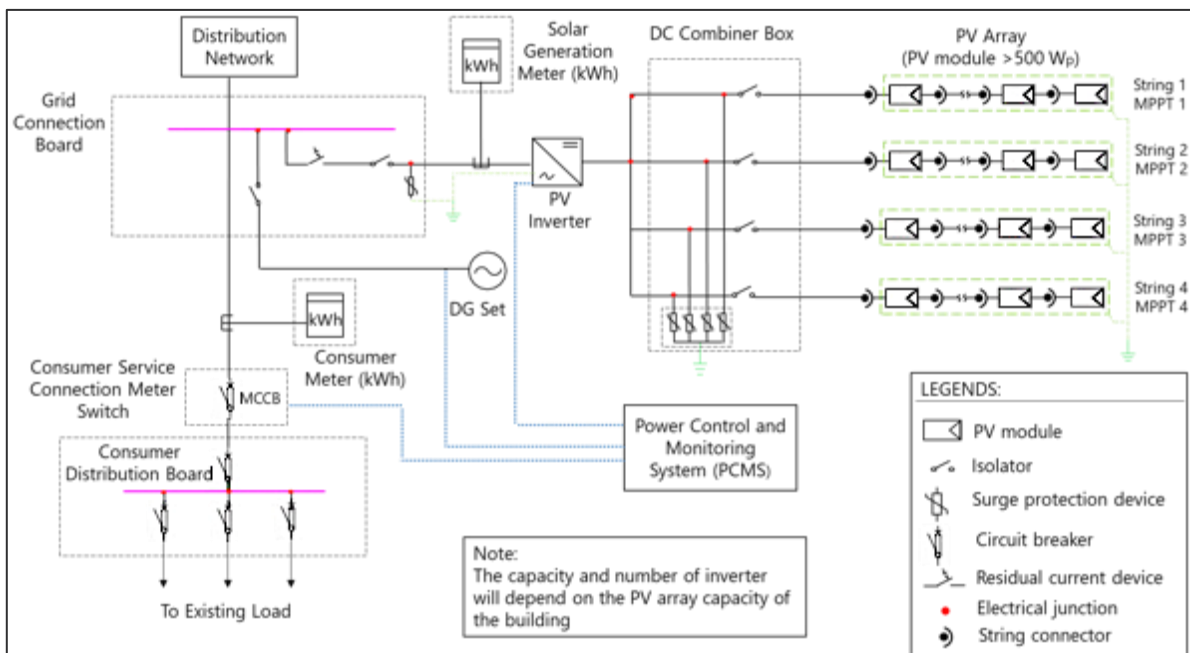 Distribution
Network
kWh
Solar
Generation
Meter (kWh)
DC Combiner Box
PV Array
(PV module >500 WP)
Grid
Connection
Board
String 1
MPPT 1
String 2
MPPT 2
String 3
MPPT 3
String 4
MPPT 4
PV
Inverter
DG Set
kWh
Consumer
Meter (kWh)
Consumer Service
Connection Meter
Switch
MCCB
Consumer
Distribution Board
To Existing Load
Power Control and
Monitoring
System (PCMS)
Note:
The capacity and number of inverter
will depend on the PV array capacity of
the building
LEGENDS:
PV module
Isolator
Surge protection device
Circuit breaker
Residual current device
Electrical junction
String connector